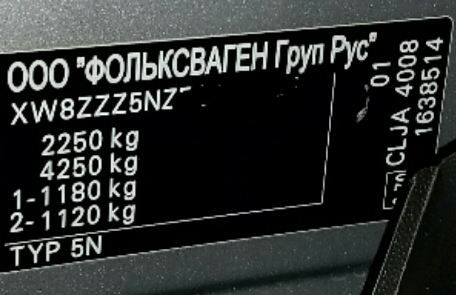 ООО "ФОЛЬКСВАГЕН Груп Рус"
XW8ZZZ5NZ
2250 kg
4250 kg
1-1180 kg
2-1120 kg
TYP 5N
01
CLJA 4008
1638514